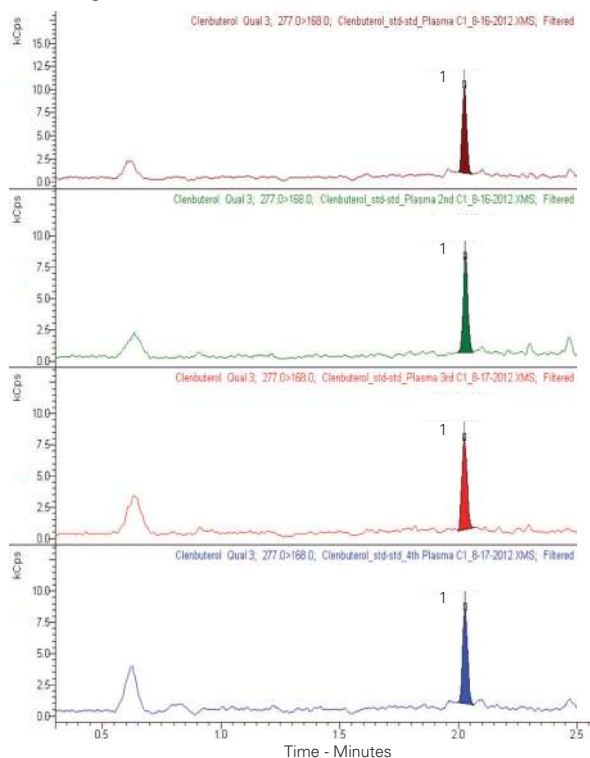 Clenbuterol Qual 3; 277.0>168.0; Clenbuterol_std-std_Plasma C1_8-16-2012.XMS; Filtered
kCps
1
15.0
12.5
10.0
7.5
5.0
2.5
0.0
Clenbuterol Qual 3; 277.0>168.0; Clenbuterol_std-std_Plasma 2nd C1_8-16-2012.XMS; Filtered
kCps
1
10.0
7.5
5.0
2.5
0.0
Clenbuterol Qual 3; 277.0>168.0; Clenbuterol_std-std_Plasma 3rd C1_8-17-2012.XMS; Filtered
kCps
1
10.0
7.5
5.0
2.5
0.0
Clenbuterol Qual 3; 277.0>168.0; Clenbuterol_std-std_4th Plasma C1_8-17-2012.XMS; Filtered
kCps
1
10.0
7.5
5.0
2.5
0.0
0.5 1.0 1.5 2.0 2.5
Time - Minutes